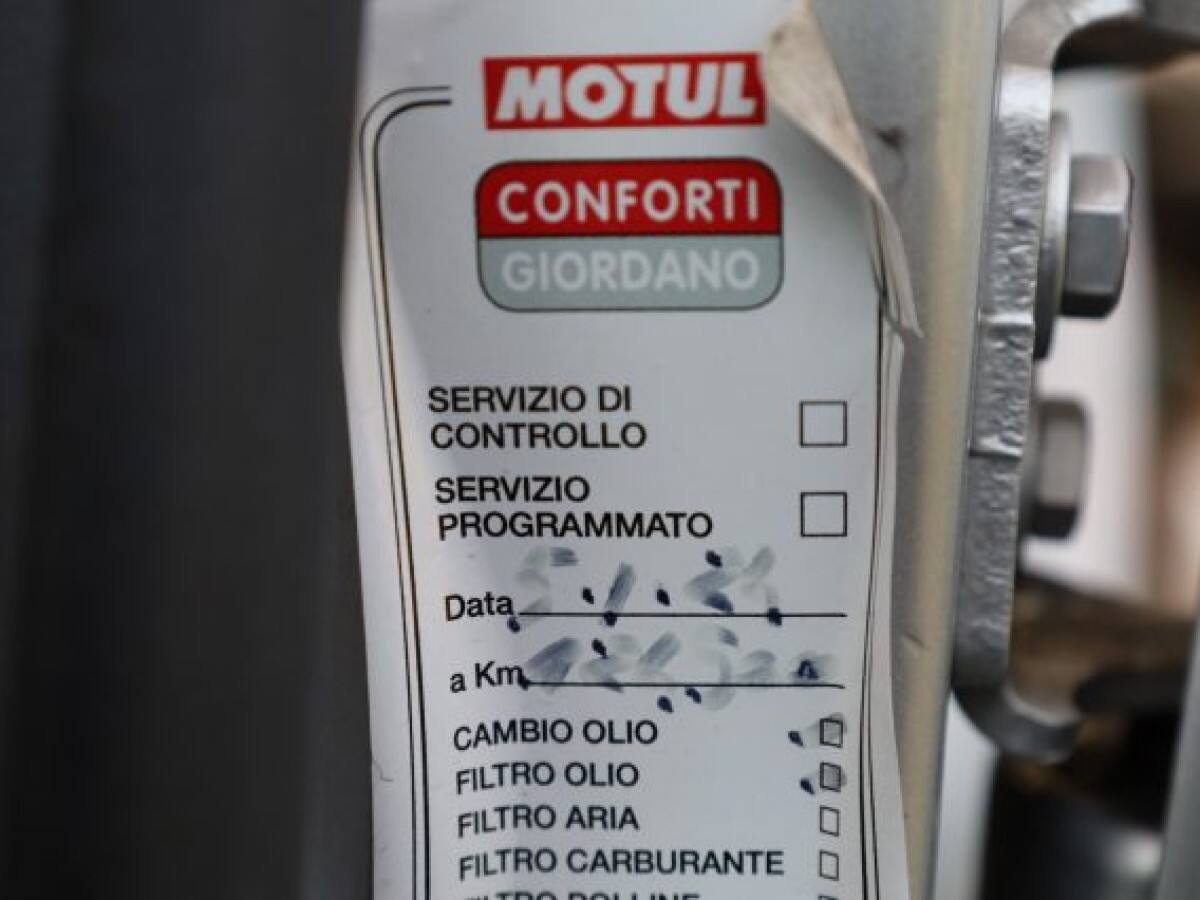 MOTUL
CONFORTI
GIORDANO
SERVIZIO DI
CONTROLLO
SERVIZIO
PROGRAMMATO
Data
a Km
CAMBIO OLIO
FILTRO OLIO
FILTRO ARIA
FILTRO CARBURANTE